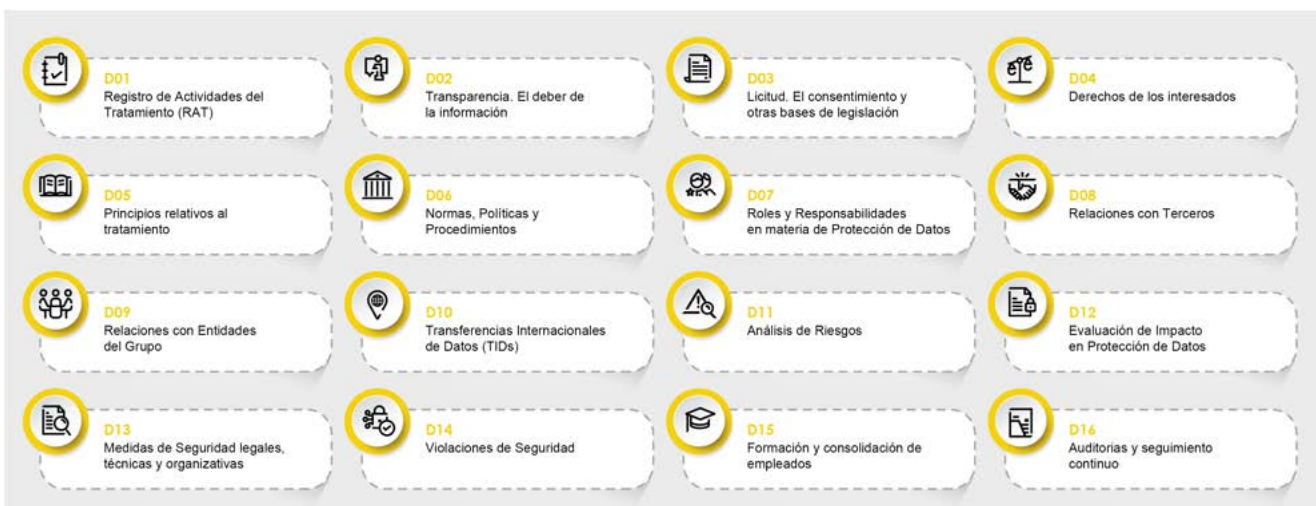 D01
Registro de Actividades del
Tratamiento (RAT)
D02
Transparencia. El deber de
la información
D03
Licitud. El consentimiento y
otras bases de legislación
D04
Derechos de los interesados
D05
Principios relativos al
tratamiento
D06
Normas, Políticas y
Procedimientos
D07
Roles y Responsabilidades
en materia de Protección de Datos
D08
Relaciones con Terceros
D09
Relaciones con Entidades
del Grupo
D10
Transferencias Internacionales
de Datos (TIDs)
D11
Análisis de Riesgos
D12
Evaluación de Impacto
en Protección de Datos
D13
Medidas de Seguridad legales,
técnicas y organizativas
D14
Violaciones de Seguridad
D15
Formación y consolidación de
empleados
D16
Auditorias y seguimiento
continuo